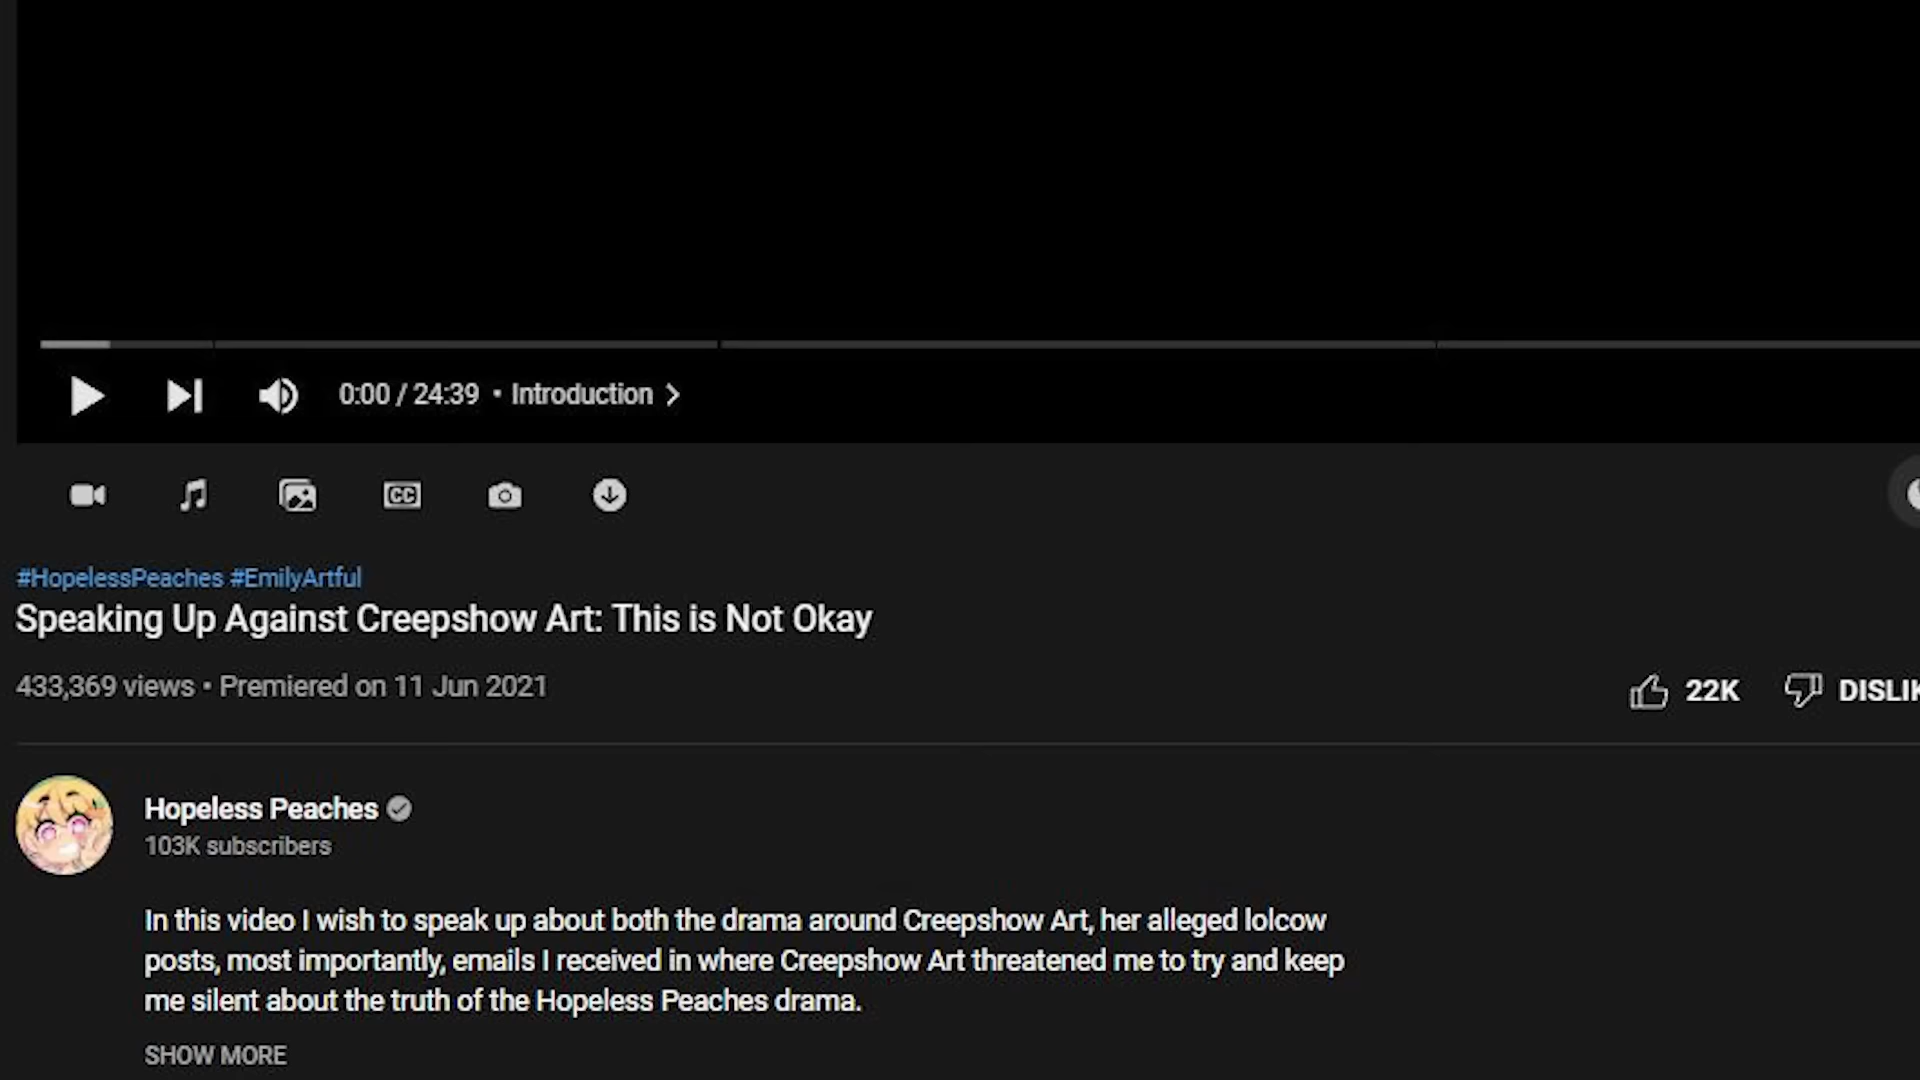 0:00 / 24:39 • Introduction
CC
#HopelessPeaches #EmilyArtful
Speaking Up Against Creepshow Art: This is Not Okay
433,369 views • Premiered on 11 Jun 2021
22K
DISLIK
Hopeless Peaches
103K subscribers
In this video I wish to speak up about both the drama around Creepshow Art, her alleged lolcow
posts, most importantly, emails I received in where Creepshow Art threatened me to try and keep
me silent about the truth of the Hopeless Peaches drama.
SHOW MORE